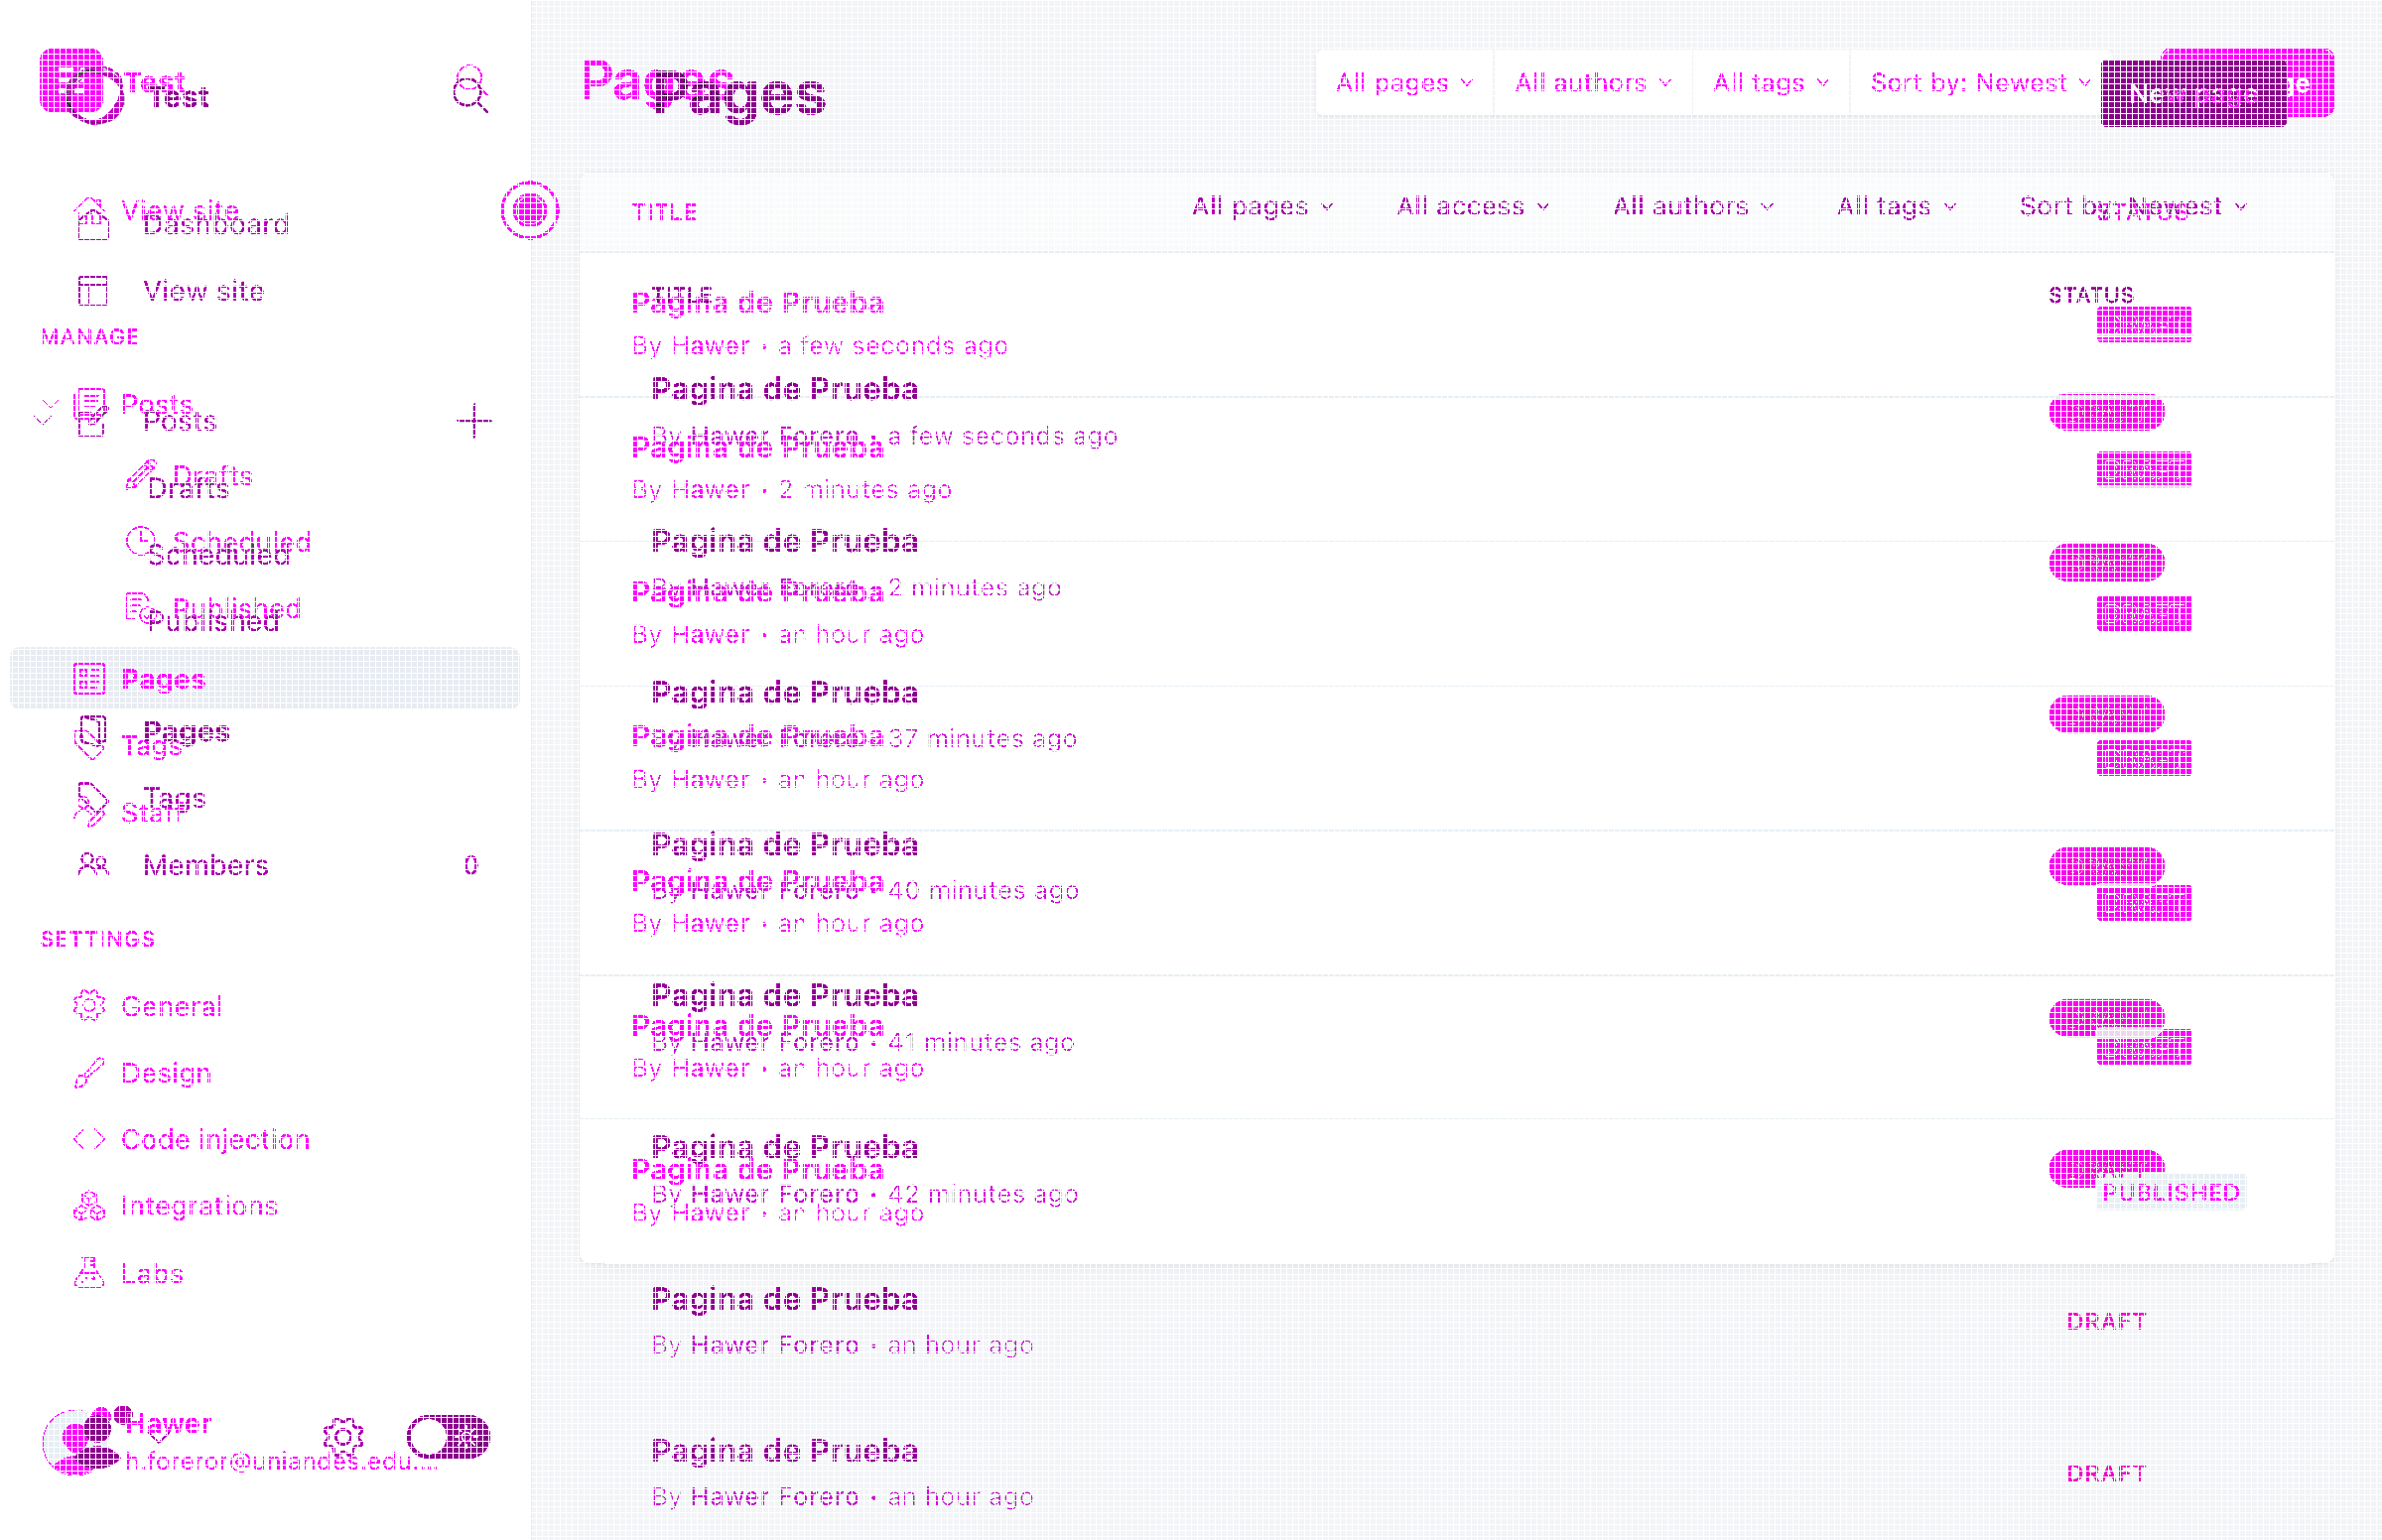 Test
Test
View site
Dashboard
View site
MANAGE
Posts
Posts
Drafts
Drafts
Scheduled
Scheduled
Published
Published
Pages
Pages
Tags
Tags
Staff
Members 0
SETTINGS
General
Design
Code injection
Integrations
Labs
Hawer
h.foreror@uniandes.edu....
Pages
Pages
All pages All authors All tags Sort by: Newest
New page
TITLE
All pages All access All authors All tags Sort by: Newest
STATUS
TITLE
STATUS
Pagina de Prueba
By Hawer • a few seconds ago
Pagina de Prueba
By Hawer Forero • a few seconds ago
Pagina de Prueba
By Hawer • 2 minutes ago
Pagina de Prueba
By Hawer Forero • 2 minutes ago
Pagina de Prueba
By Hawer • an hour ago
Pagina de Prueba
By Hawer Forero • 37 minutes ago
Pagina de Prueba
By Hawer • an hour ago
Pagina de Prueba
By Hawer Forero • 40 minutes ago
Pagina de Prueba
By Hawer • an hour ago
Pagina de Prueba
By Hawer Forero • 41 minutes ago
Pagina de Prueba
By Hawer • an hour ago
Pagina de Prueba
By Hawer Forero • 42 minutes ago
Pagina de Prueba
By Hawer • an hour ago
PUBLISHED
Pagina de Prueba
By Hawer Forero • an hour ago
DRAFT
Pagina de Prueba
By Hawer Forero • an hour ago
DRAFT